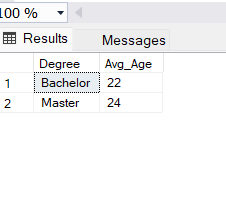 100 %
Results Messages
Degree Avg_Age
1 Bachelor 22
2 Master 24